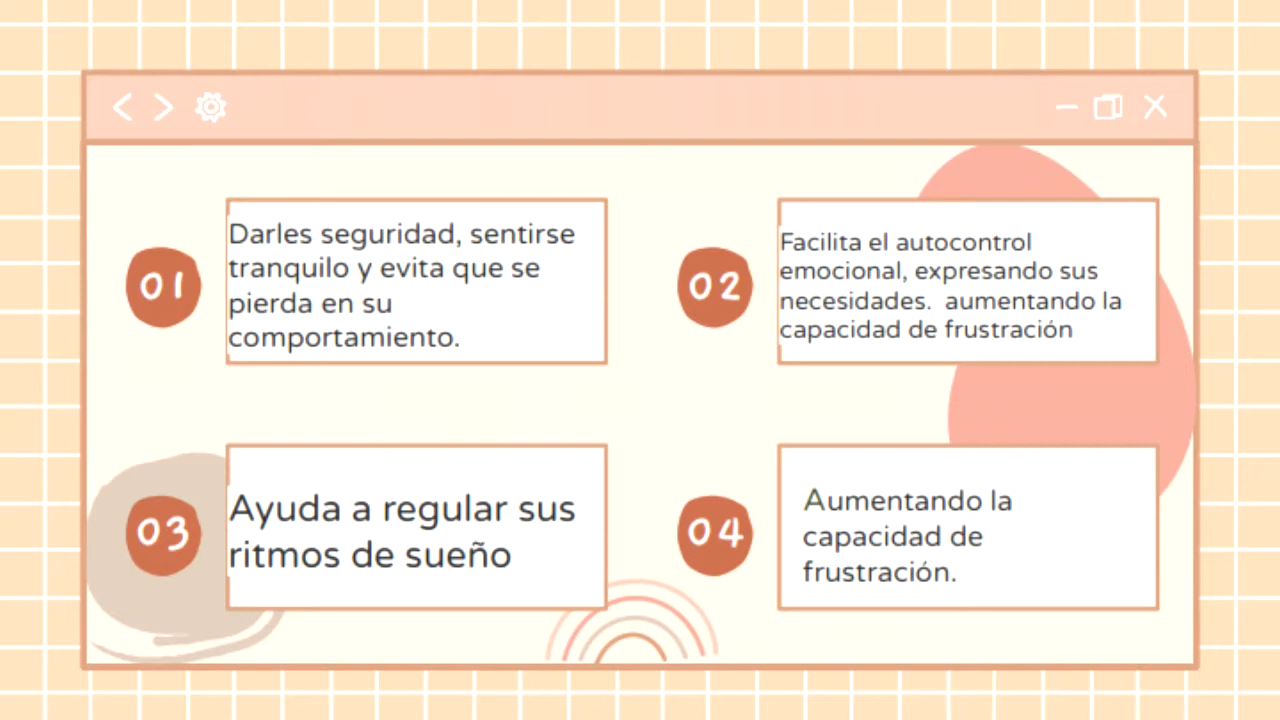 01
Darles seguridad, sentirse
tranquilo y evita que se
pierda en su
comportamiento.
02
Facilita el autocontrol
emocional, expresando sus
necesidades.  aumentando la
capacidad de frustración
03
Ayuda a regular sus
ritmos de sueño
04
Aumentando la
capacidad de
frustración.